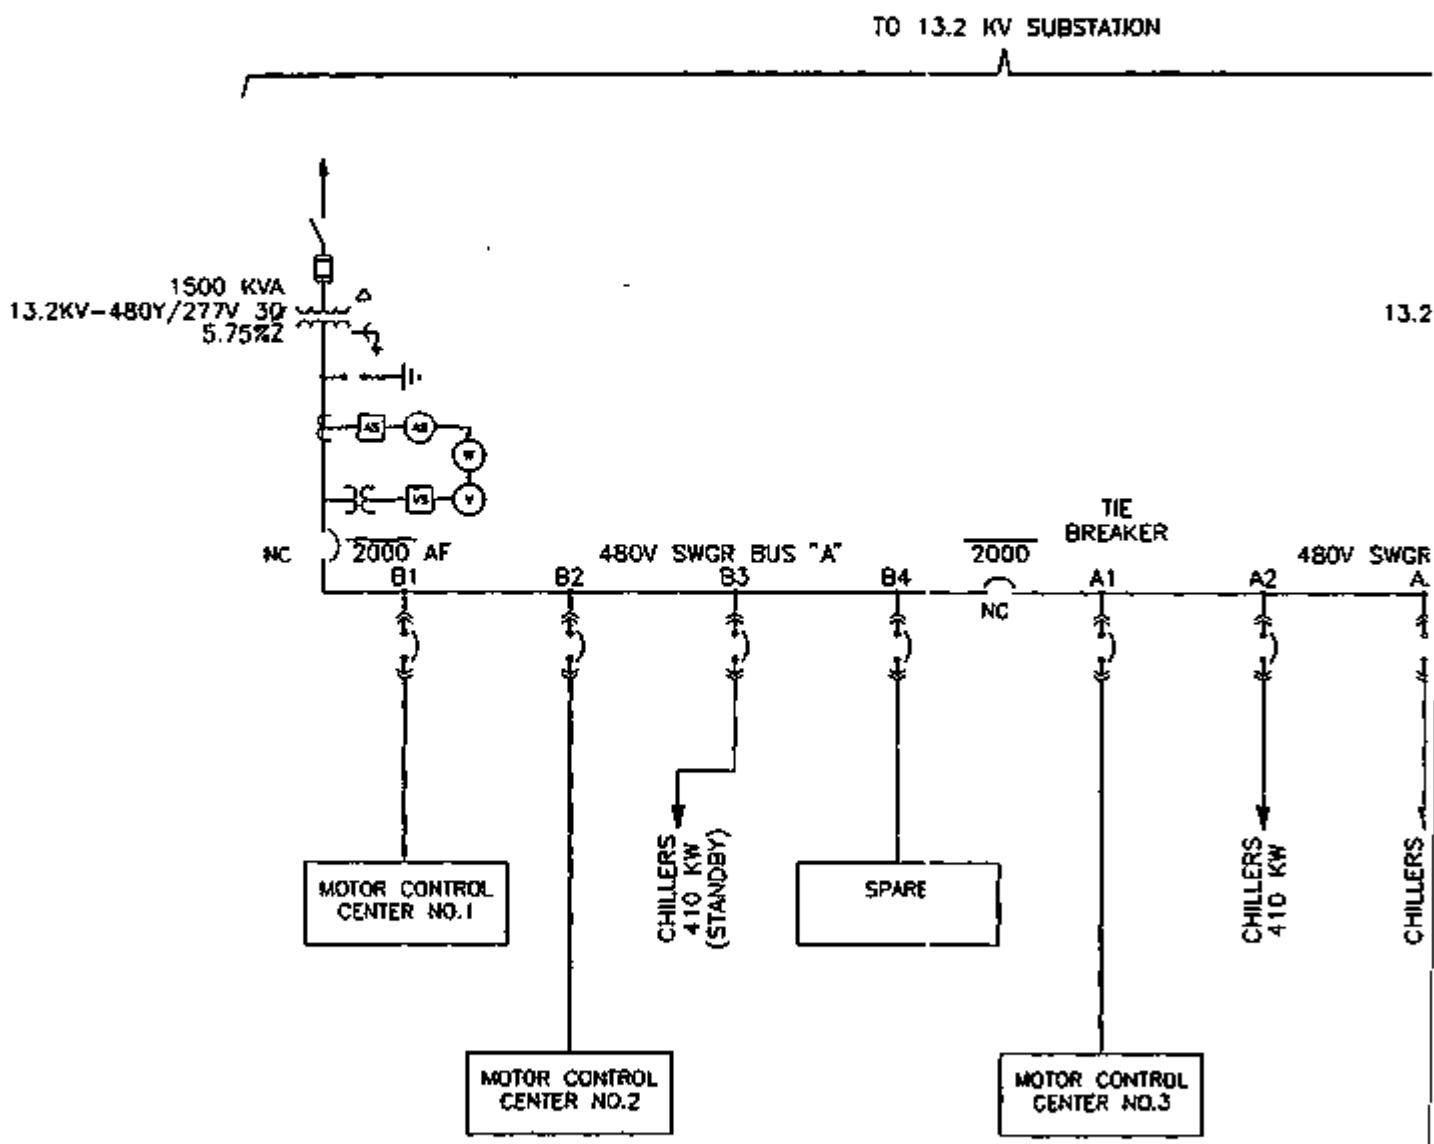 TO 13.2 KV SUBSTATION
1500 KVA
13.2KV-480Y/277V 3Ø
5.75%Z
13.2
AS
VS
V
NC
2000 AF
480V SWGR BUS "A"
2000
TIE
BREAKER
480V SWGR
B1
B2
B3
B4
NC
A1
A2
A
MOTOR CONTROL
CENTER NO.1
CHILLERS
410 KW
(STANDBY)
SPARE
CHILLERS
410 KW
CHILLERS
MOTOR CONTROL
CENTER NO.2
MOTOR CONTROL
CENTER NO.3